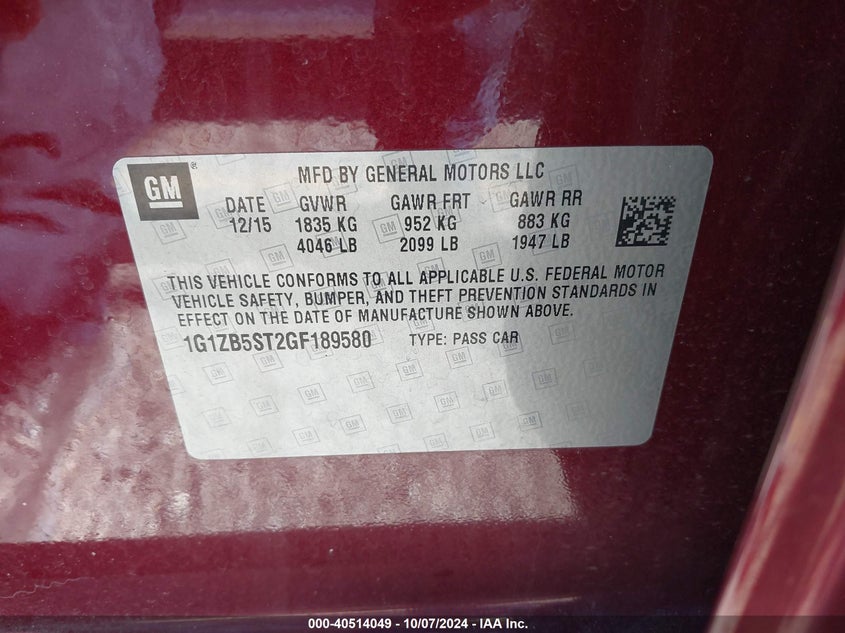 GM ® MFD BY GENERAL MOTORS LLC
DATE GVWR GAWR FRT GAWR RR
12/15 1835 KG 952 KG 883 KG
4046 LB 2099 LB 1947 LB
THIS VEHICLE CONFORMS TO ALL APPLICABLE U.S. FEDERAL MOTOR
VEHICLE SAFETY, BUMPER, AND THEFT PREVENTION STANDARDS IN
EFFECT ON THE DATE OF MANUFACTURE SHOWN ABOVE.
1G1ZB5ST2GF189580 TYPE: PASS CAR
000-40514049 - 10/07/2024 - IAA Inc.